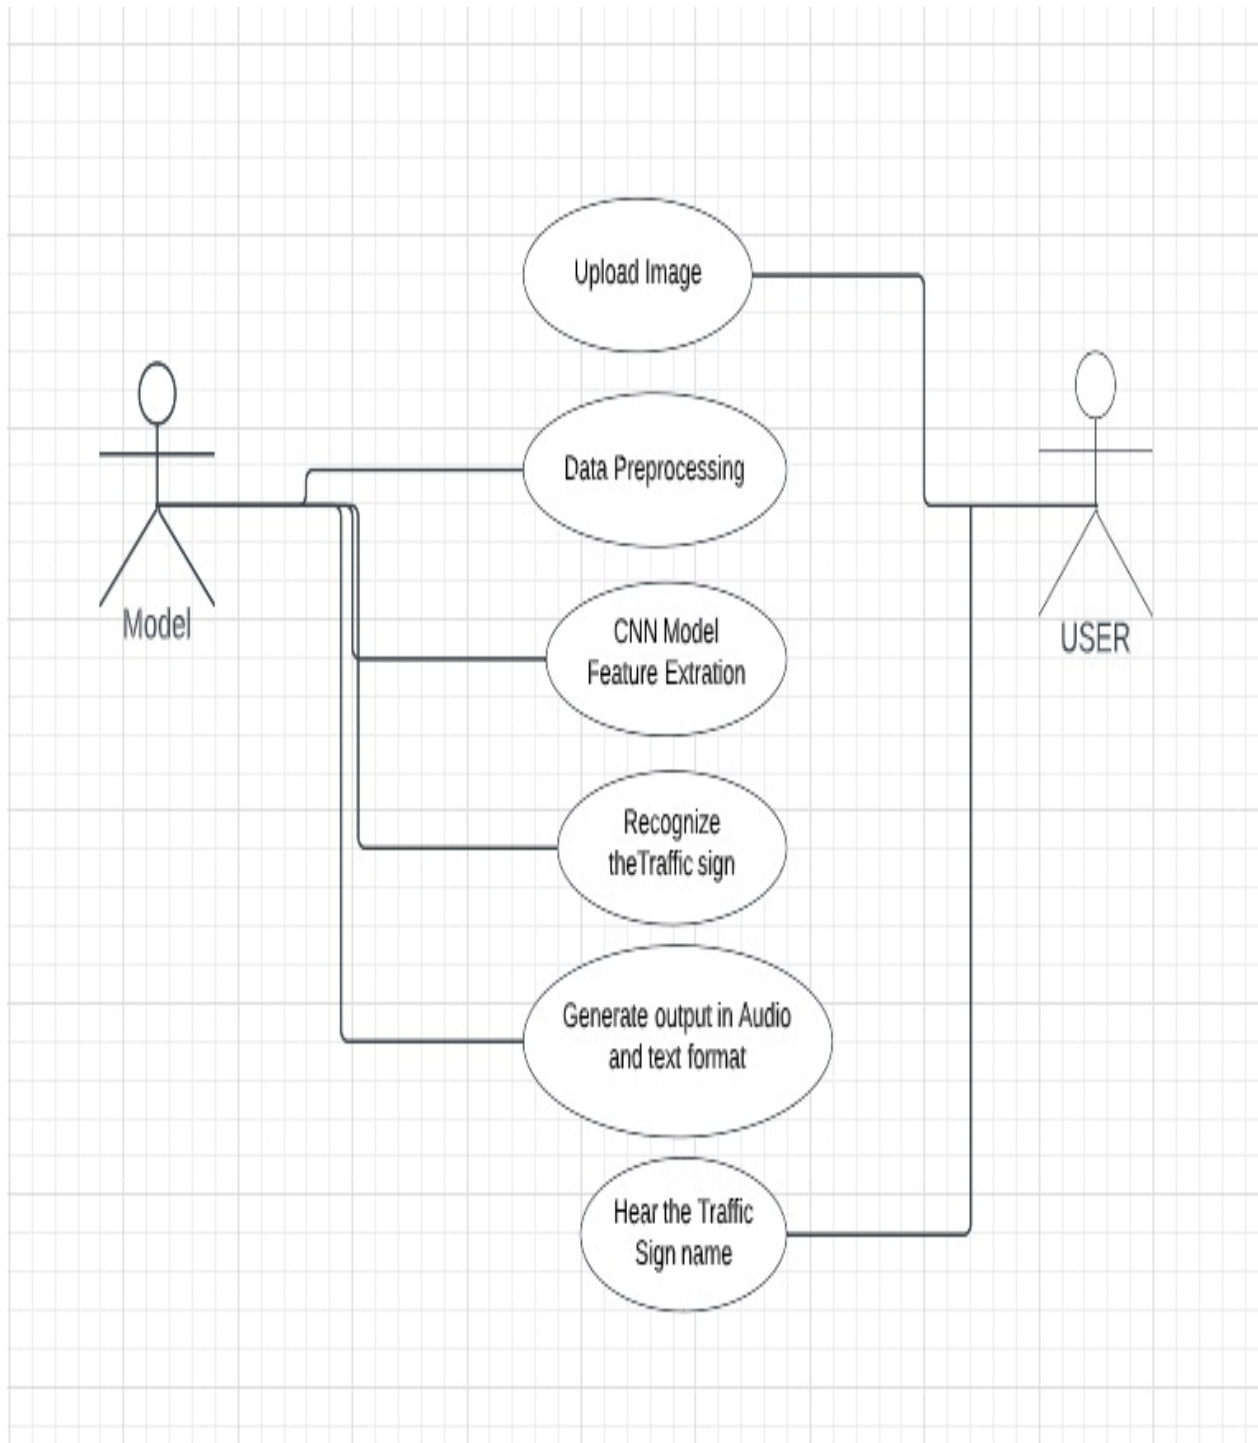 Upload Image
Data Preprocessing
Model
CNN Model
Feature Extration
USER
Recognize
theTraffic sign
Generate output in Audio
and text format
Hear the Traffic
Sign name